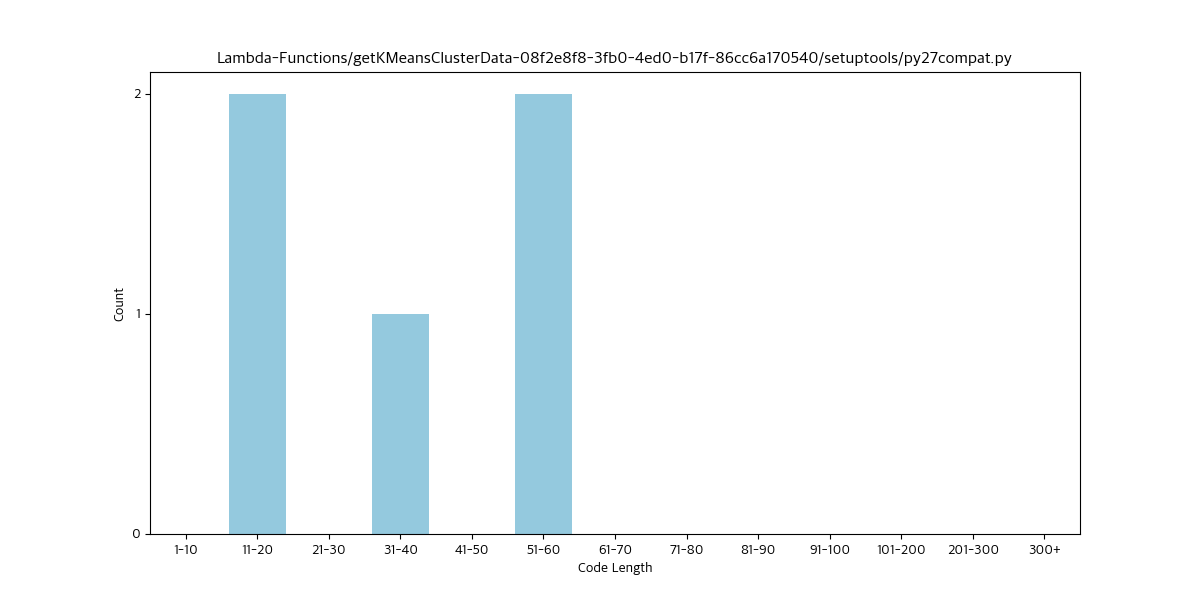 Lambda-Functions/getKMeansClusterData-08f2e8f8-3fb0-4ed0-b17f-86cc6a170540/setuptools/py27compat.py
2
1
0
Count
1-10 11-20 21-30 31-40 41-50 51-60 61-70 71-80 81-90 91-100 101-200 201-300 300+
Code Length